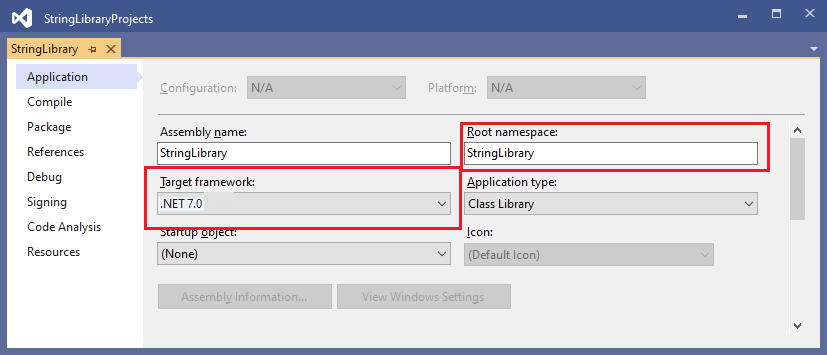 StringLibraryProjects
StringLibrary
Application
Compile
Package
References
Debug
Signing
Code Analysis
Resources
Configuration: N/A Platform: N/A
Assembly name: Root namespace:
StringLibrary StringLibrary
Target framework: Application type:
.NET 7.0 Class Library
Startup object: Icon:
(None) (Default Icon)
Assembly Information... View Windows Settings